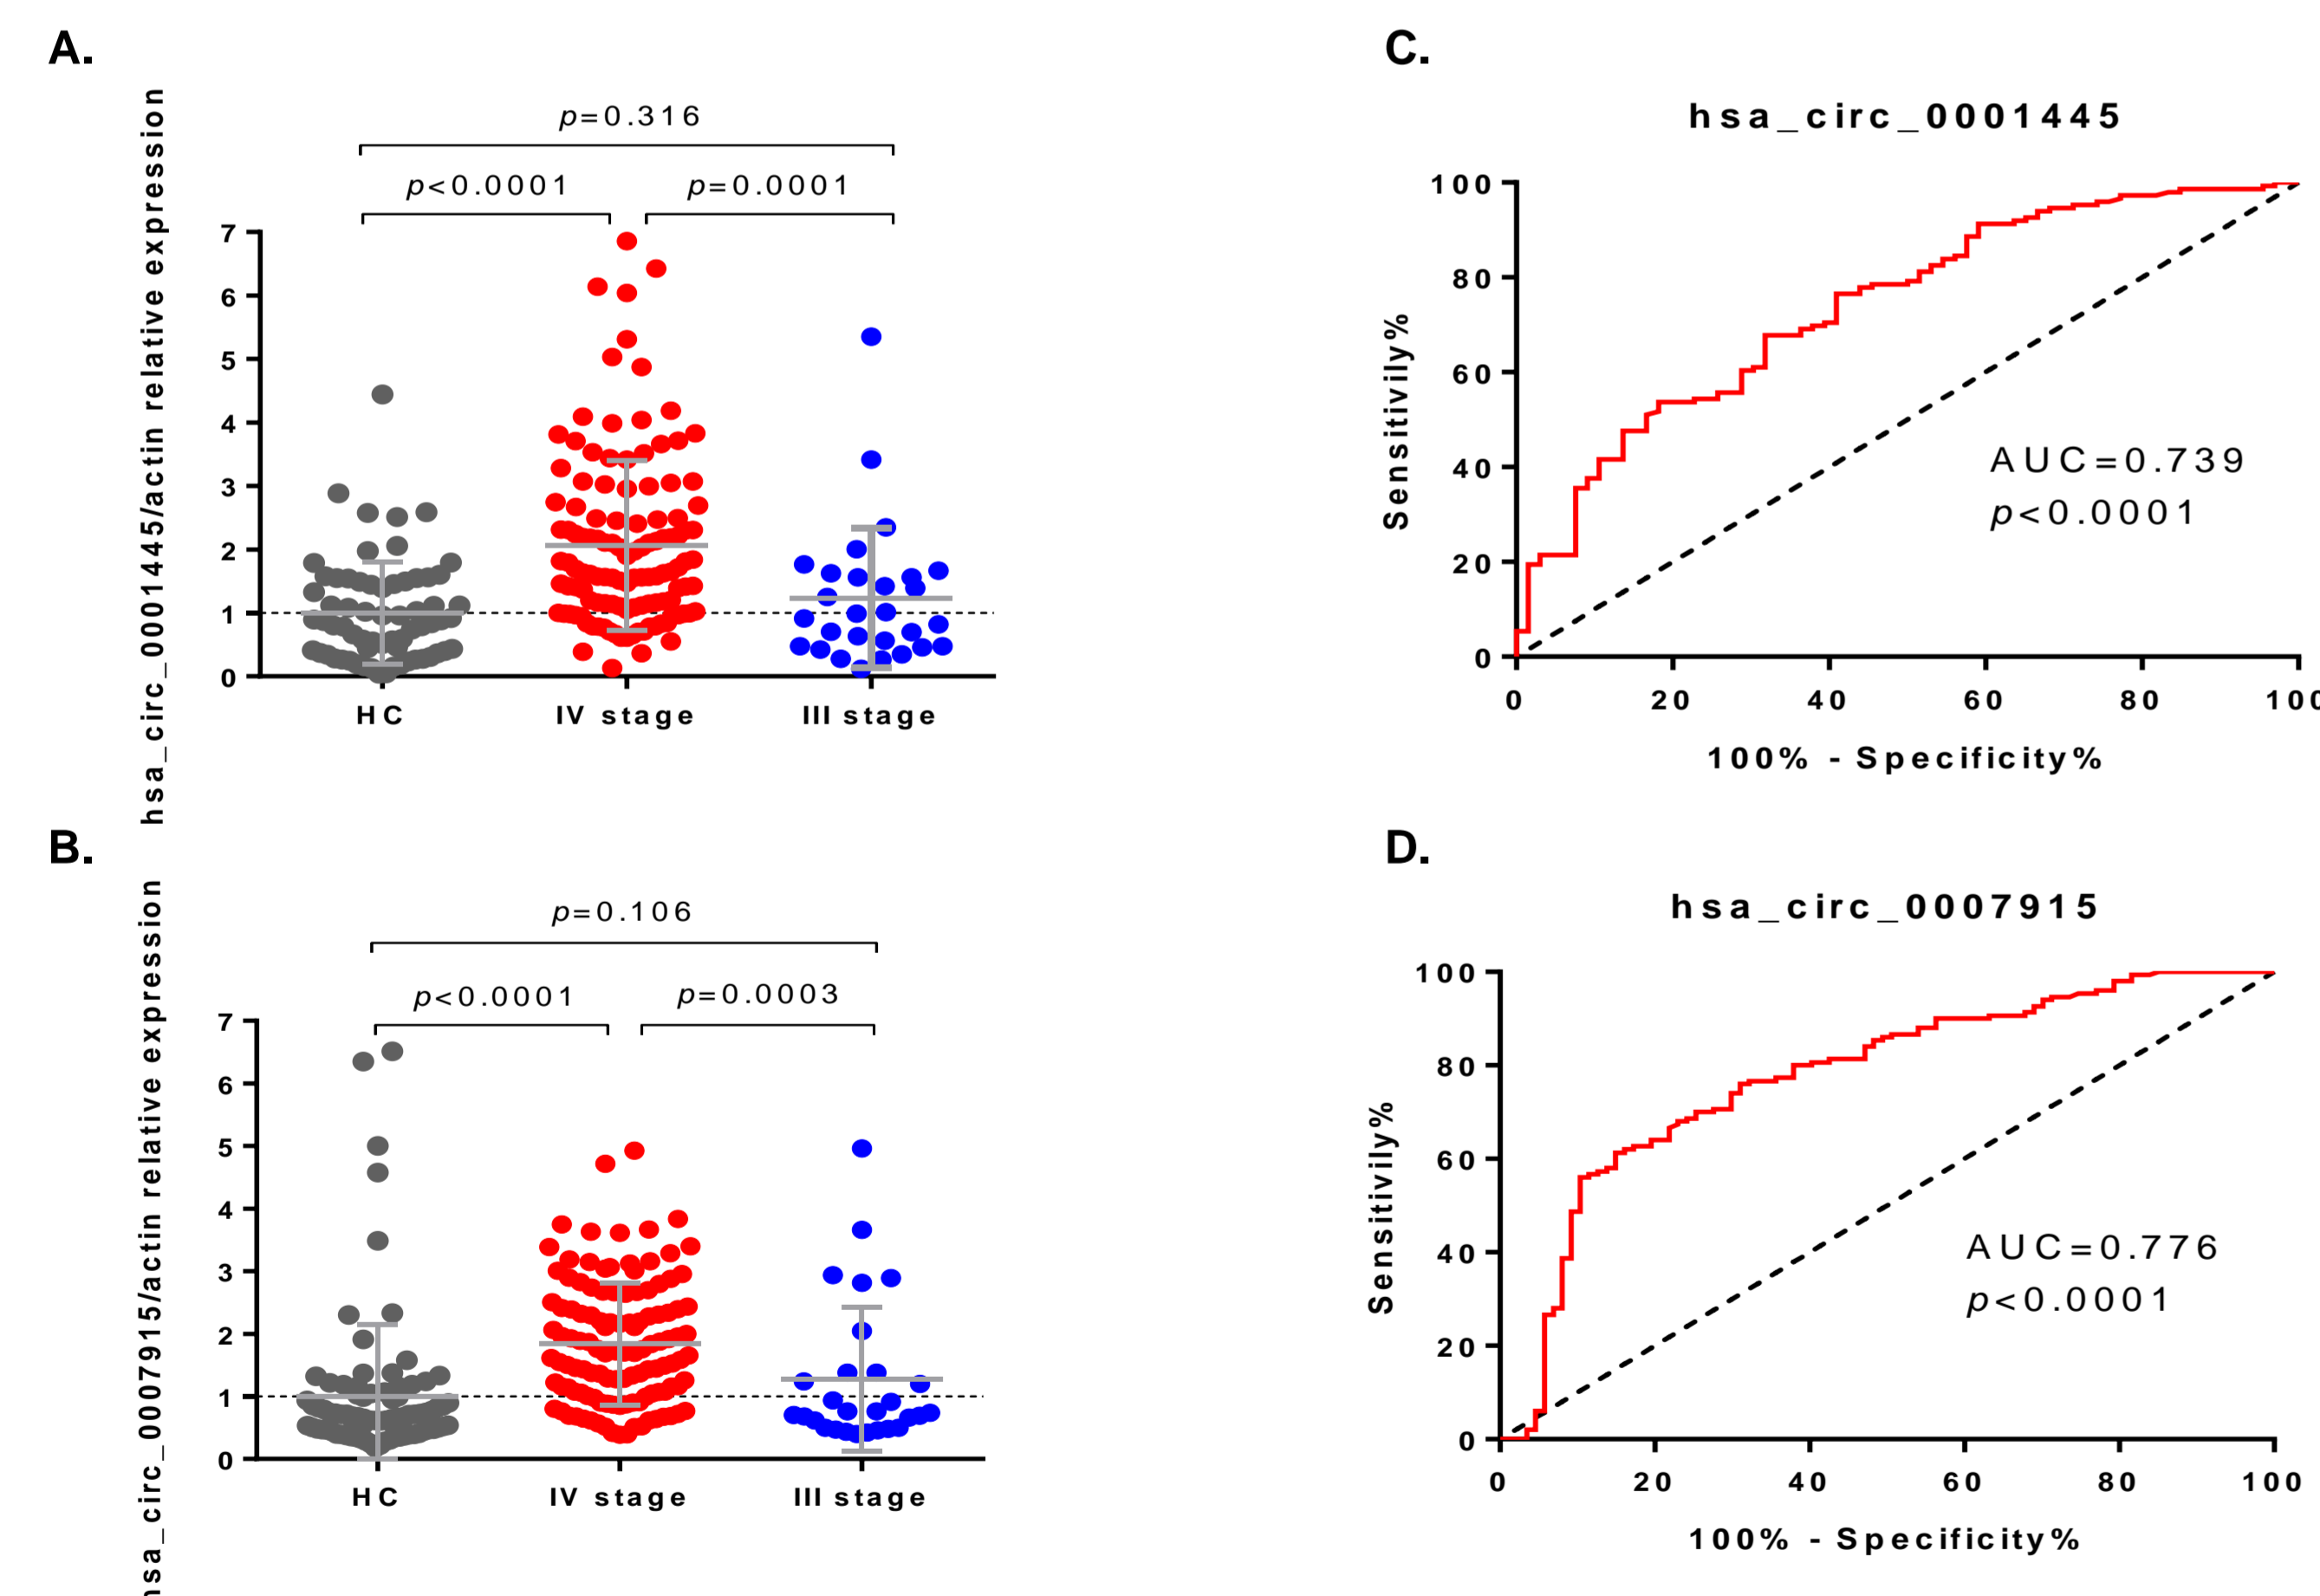 A.
hsa_circ_0001445/actin relative expression
p=0.316
p<0.0001
p=0.0001
7
6
5
4
3
2
1
0
HC
IV stage
III stage
C.
hsa_circ_0001445
Sensitivily%
100
80
60
40
20
0
AUC=0.739
p<0.0001
0
20
40
60
80
100
100% - Specificity%
B.
hsa_circ_0007915/actin relative expression
p=0.106
p<0.0001
p=0.0003
7
6
5
4
3
2
1
0
HC
IV stage
III stage
D.
hsa_circ_0007915
Sensitivily%
100
80
60
40
20
0
AUC=0.776
p<0.0001
0
20
40
60
80
100
100% - Specificity%